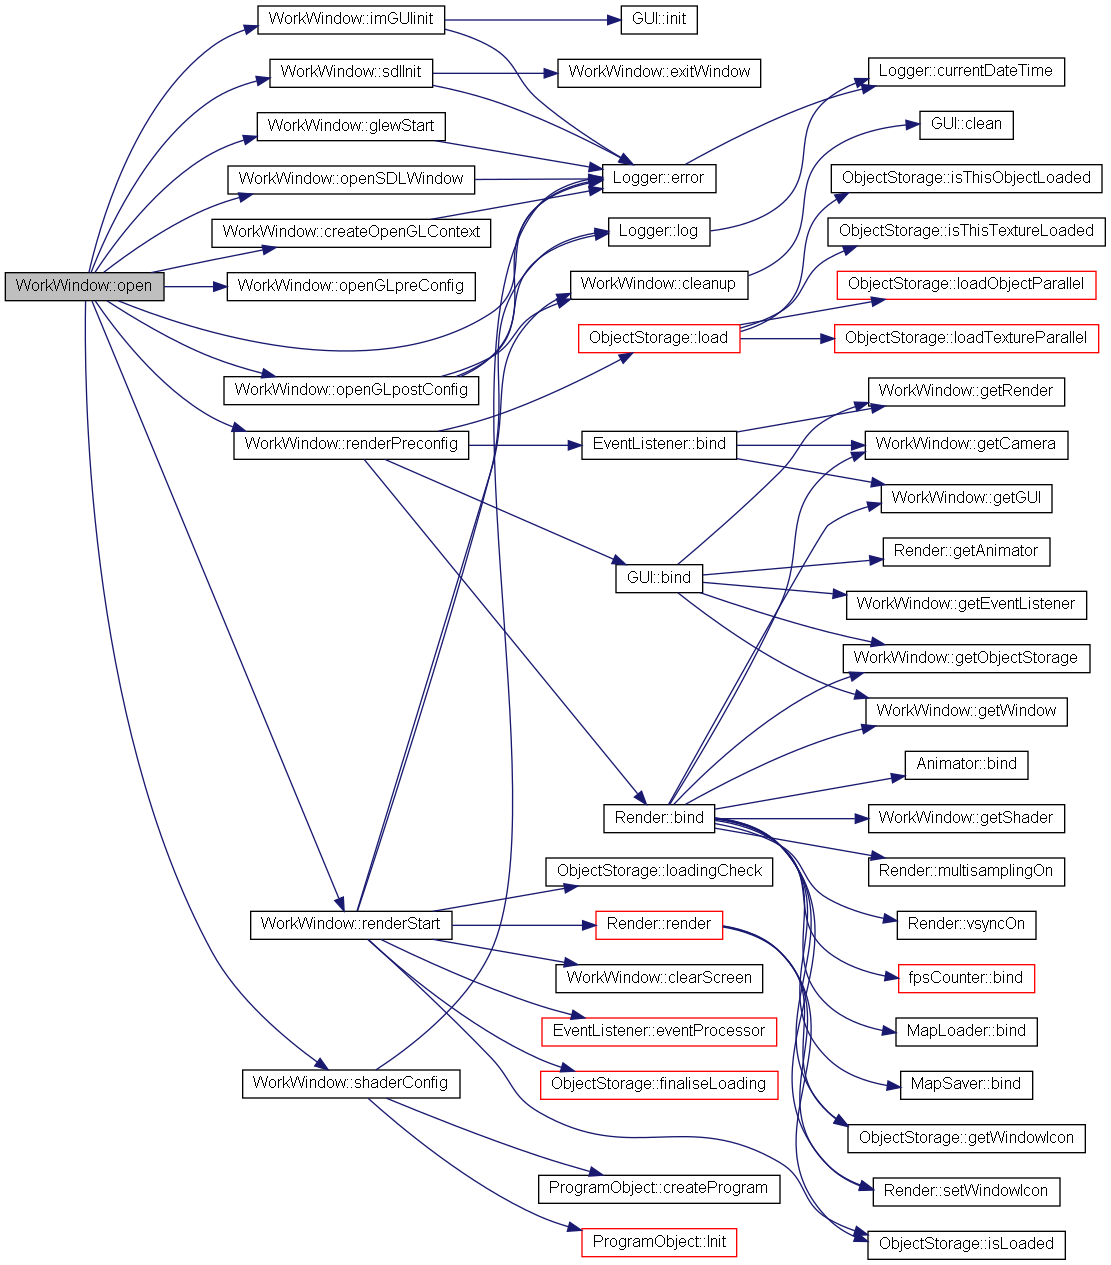 WorkWindow::open
WorkWindow::imGUIinit
WorkWindow::sdlInit
WorkWindow::glewStart
WorkWindow::openSDLWindow
WorkWindow::createOpenGLContext
WorkWindow::openGLpreConfig
WorkWindow::openGLpostConfig
WorkWindow::renderPreconfig
WorkWindow::renderStart
WorkWindow::shaderConfig
GUI::init
WorkWindow::exitWindow
Logger::error
Logger::log
WorkWindow::cleanup
ObjectStorage::load
EventListener::bind
GUI::bind
Render::bind
ObjectStorage::loadingCheck
Render::render
WorkWindow::clearScreen
EventListener::eventProcessor
ObjectStorage::finaliseLoading
ProgramObject::createProgram
ProgramObject::Init
Logger::currentDateTime
GUI::clean
ObjectStorage::isThisObjectLoaded
ObjectStorage::isThisTextureLoaded
ObjectStorage::loadObjectParallel
ObjectStorage::loadTextureParallel
WorkWindow::getRender
WorkWindow::getCamera
WorkWindow::getGUI
Render::getAnimator
WorkWindow::getEventListener
WorkWindow::getObjectStorage
WorkWindow::getWindow
Animator::bind
WorkWindow::getShader
Render::multisamplingOn
Render::vsyncOn
fpsCounter::bind
MapLoader::bind
MapSaver::bind
ObjectStorage::getWindowIcon
Render::setWindowIcon
ObjectStorage::isLoaded